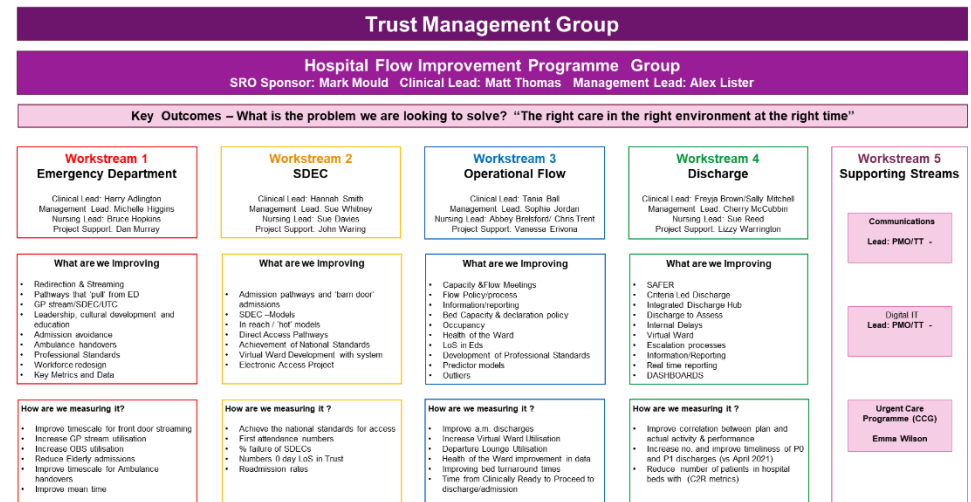 Trust Management Group
Hospital Flow Improvement Programme Group
SRO Sponsor: Mark Mould Clinical Lead: Matt Thomas Management Lead: Alex Lister
Key Outcomes – What is the problem we are looking to solve? “The right care in the right environment at the right time”
Workstream 1
Emergency Department
Clinical Lead: Harry Adlington
Management Lead: Michelle Higgins
Nursing Lead: Bruce Hopkins
Project Support: Dan Murray
What are we Improving
• Redirection & Streaming
• Pathways that ‘pull’ from ED
• GP stream/SDEC/UTC
• Leadership, cultural development and
education
• Admission avoidance
• Ambulance handovers
• Professional Standards
• Workforce redesign
• Key Metrics and Data
How are we measuring it?
• Improve timescale for front door streaming
• Increase GP stream utilisation
• Increase OBS utilisation
• Reduce Elderly admissions
• Improve timescale for Ambulance
handovers
• Improve mean time
Workstream 2
SDEC
Clinical Lead: Hannah Smith
Management Lead: Sue Whitney
Nursing Lead: Sue Davies
Project Support: John Waring
What are we Improving
• Admission pathways and ‘barn door’
admissions
• SDEC –Models
• In reach / ‘hot’ models
• Direct Access Pathways
• Achievement of National Standards
• Virtual Ward Development with system
• Electronic Access Project
How are we measuring it ?
• Achieve the national standards for access
• First attendance numbers
• % failure of SDECs
• Numbers 0 day LoS in Trust
• Readmission rates
Workstream 3
Operational Flow
Clinical Lead: Tania Ball
Management Lead: Sophie Jordan
Nursing Lead: Abbey Brelsford/ Chris Trent
Project Support: Vanessa Erivona
What are we Improving
• Capacity &Flow Meetings
• Flow Policy/process
• Information/reporting
• Bed Capacity & declaration policy
• Occupancy
• Health of the Ward
• LoS in Eds
• Development of Professional Standards
• Predictor models
• Outliers
How are we measuring it ?
• Improve a.m. discharges
• Increase Virtual Ward Utilisation
• Departure Lounge Utilisation
• Health of the Ward improvement in data
• Improving bed turnaround times
• Time from Clinically Ready to Proceed to
discharge/admission
Workstream 4
Discharge
Clinical Lead: Freyja Brown/Sally Mitchell
Management Lead: Cherry McCubbin
Nursing Lead: Sue Reed
Project Support: Lizzy Warrington
What are we Improving
• SAFER
• Criteria Led Discharge
• Integrated Discharge Hub
• Discharge to Assess
• Internal Delays
• Virtual Ward
• Escalation processes
• Information/Reporting
• Real time reporting
• DASHBOARDS
How are we measuring it ?
• Improve correlation between plan and
actual activity & performance
• Increase no. and improve timeliness of P0
and P1 discharges (vs April 2021)
• Reduce number of patients in hospital
beds with (C2R metrics)
Workstream 5
Supporting Streams
Communications
Lead: PMO/TT -
Digital IT
Lead: PMO/TT -
Urgent Care
Programme (CCG)
Emma Wilson